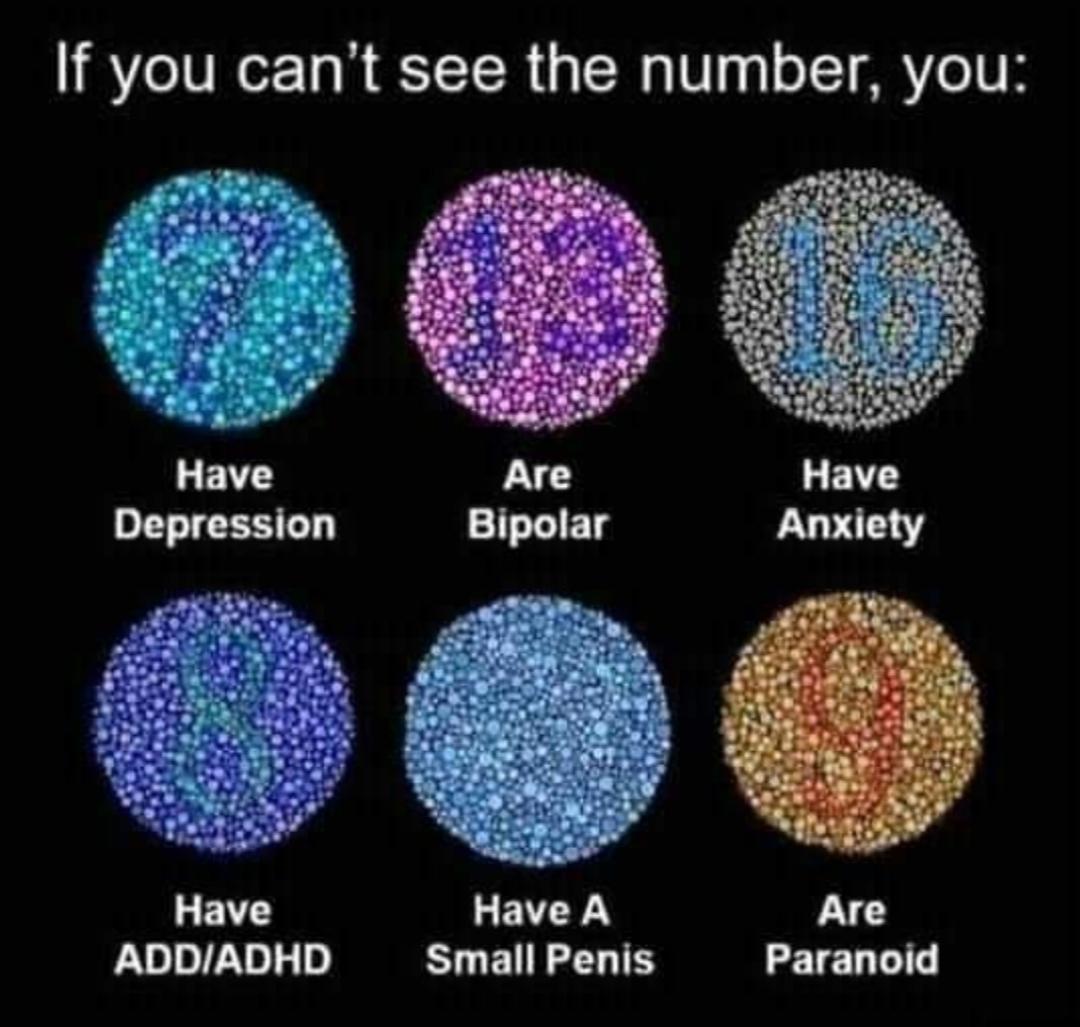 If you can't see the number, you:
7 13 16
Have Are Have
Depression Bipolar Anxiety
8 9
Have Have A Are
ADD/ADHD Small Penis Paranoid